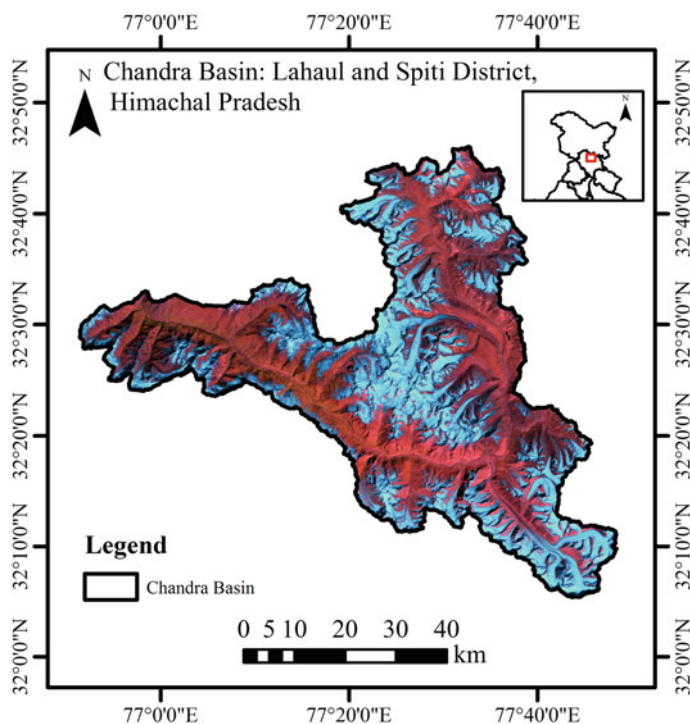 77°0'0"E 77°20'0"E 77°40'0"E
N Chandra Basin: Lahaul and Spiti District,
Himachal Pradesh
N
32°50'0"N 32°50'0"N
32°40'0"N 32°40'0"N
32°30'0"N 32°30'0"N
32°20'0"N 32°20'0"N
32°10'0"N 32°10'0"N
32°0'0"N 32°0'0"N
Legend
Chandra Basin
0 5 10 20 30 40
km
77°0'0"E 77°20'0"E 77°40'0"E